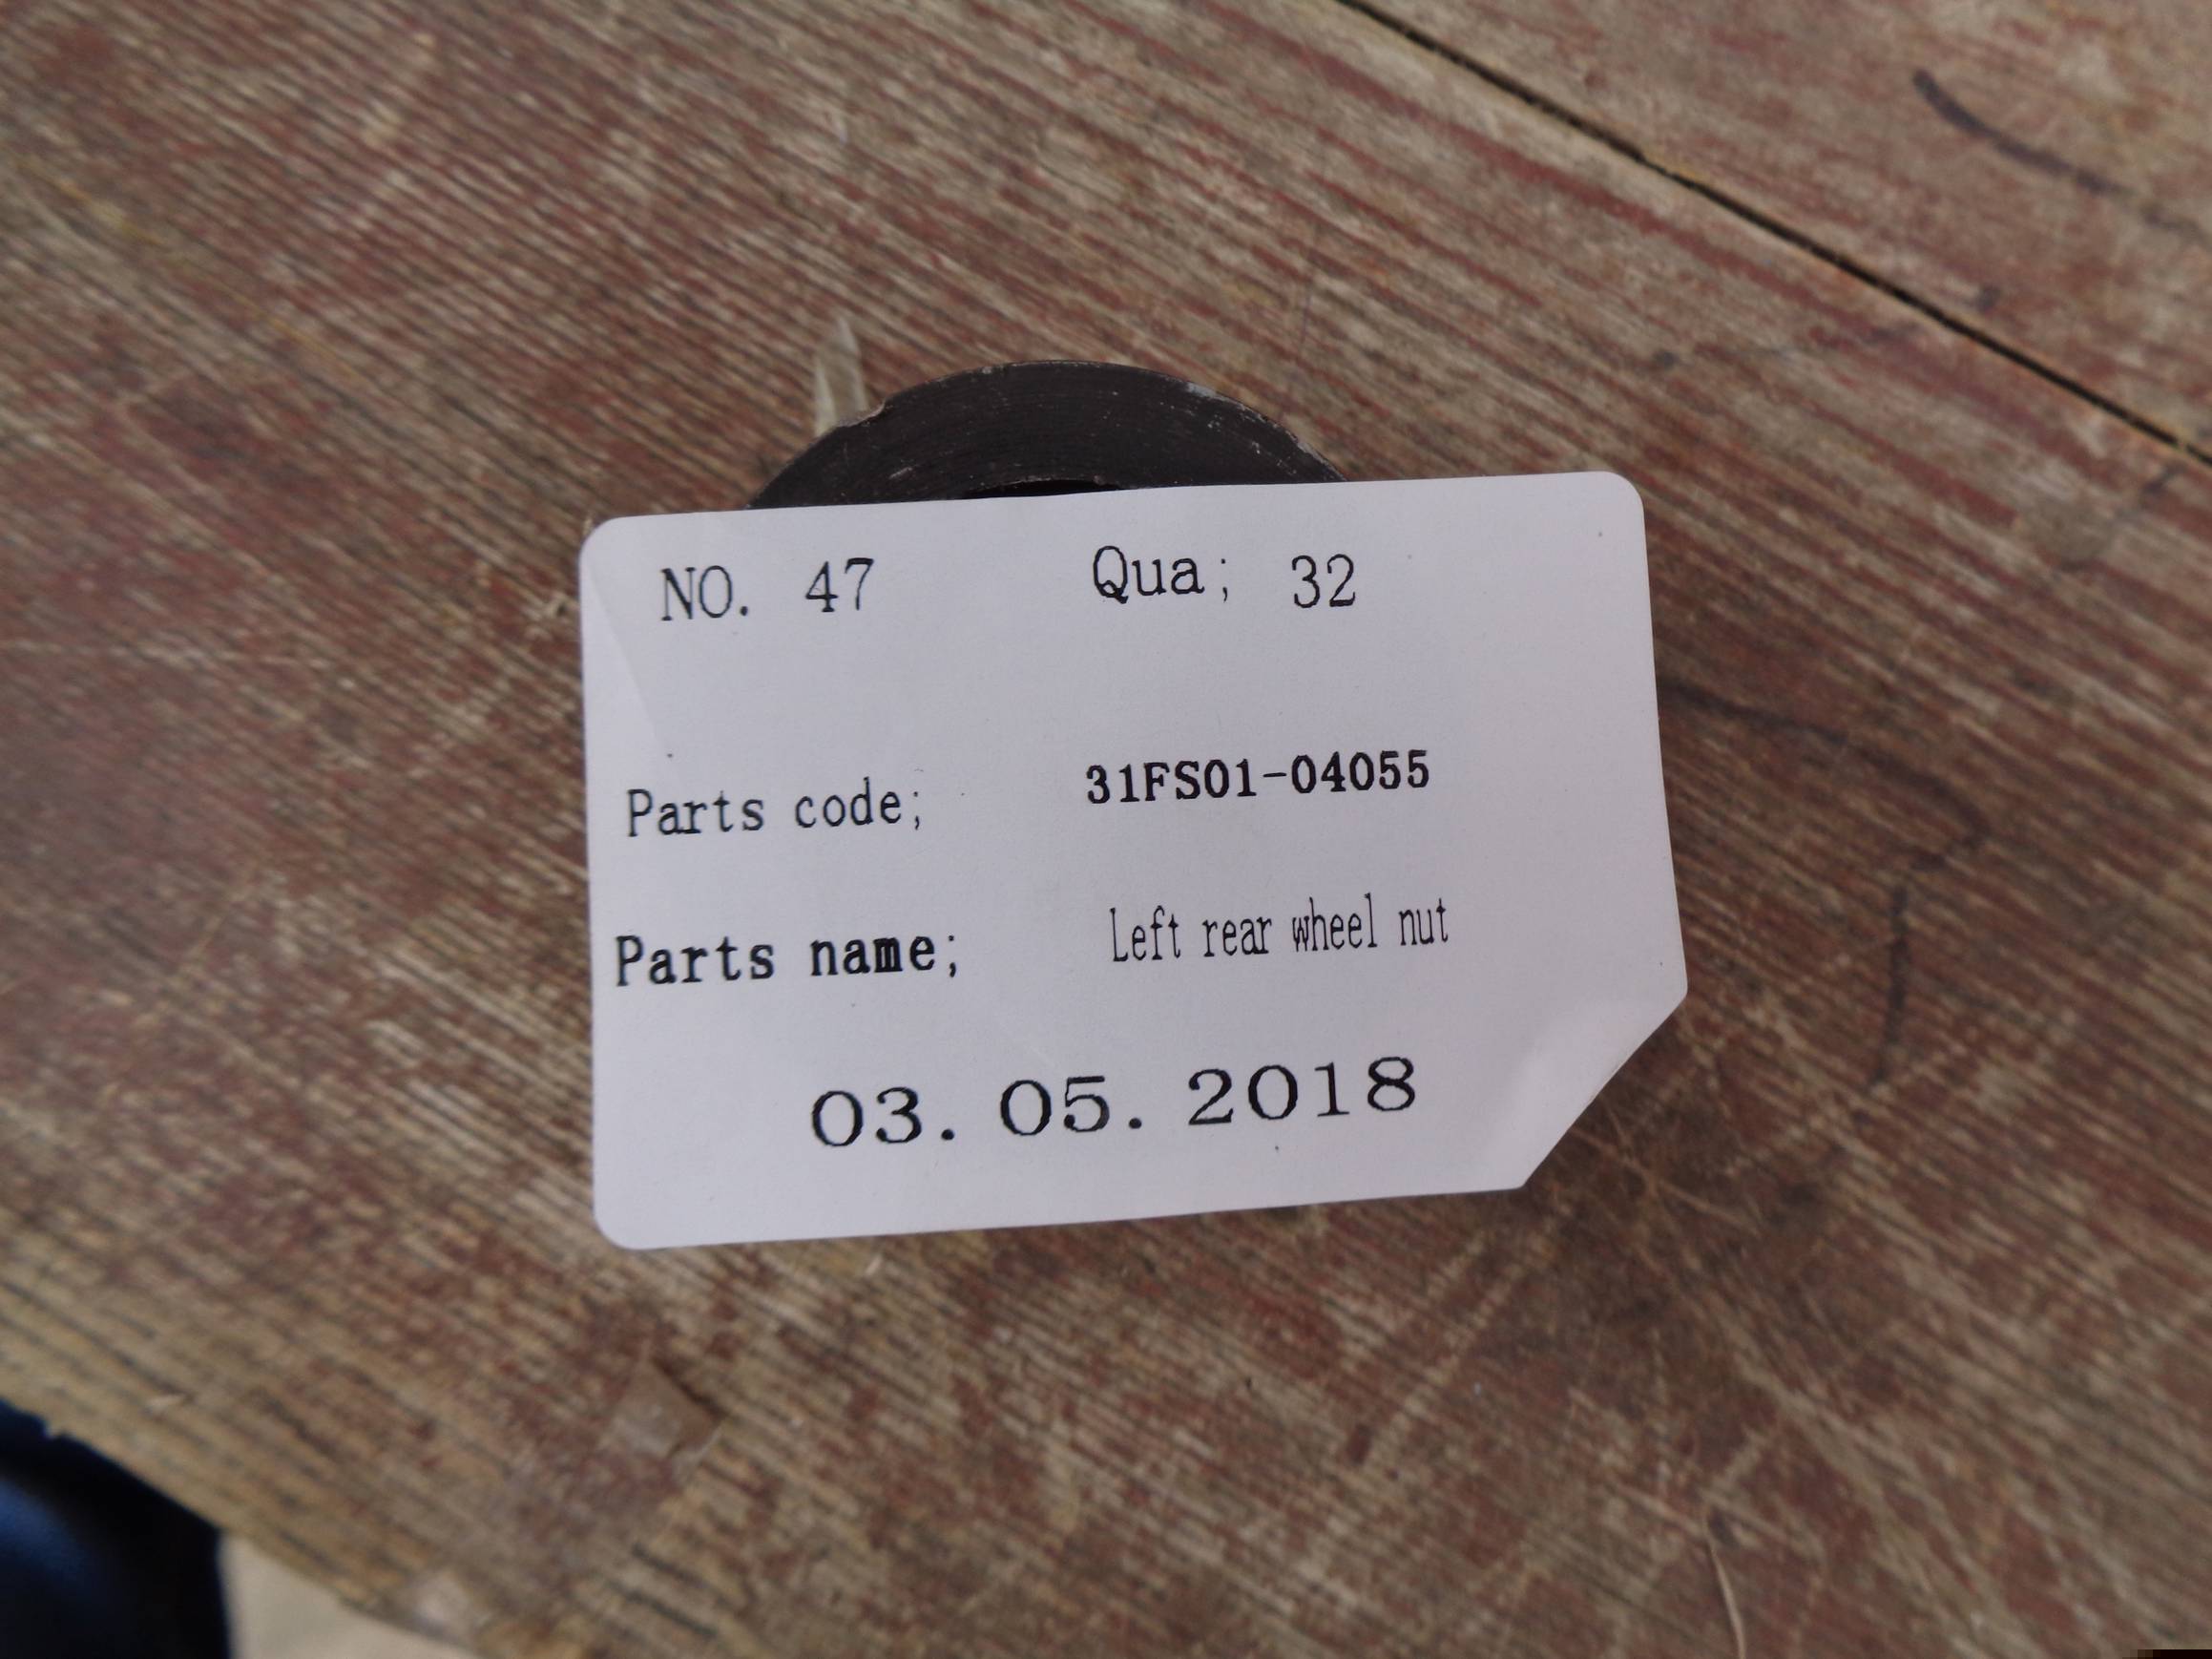 NO. 47 Qua; 32
Parts code; 31FS01-04055
Parts name; Left rear wheel nut
03. 05. 2018